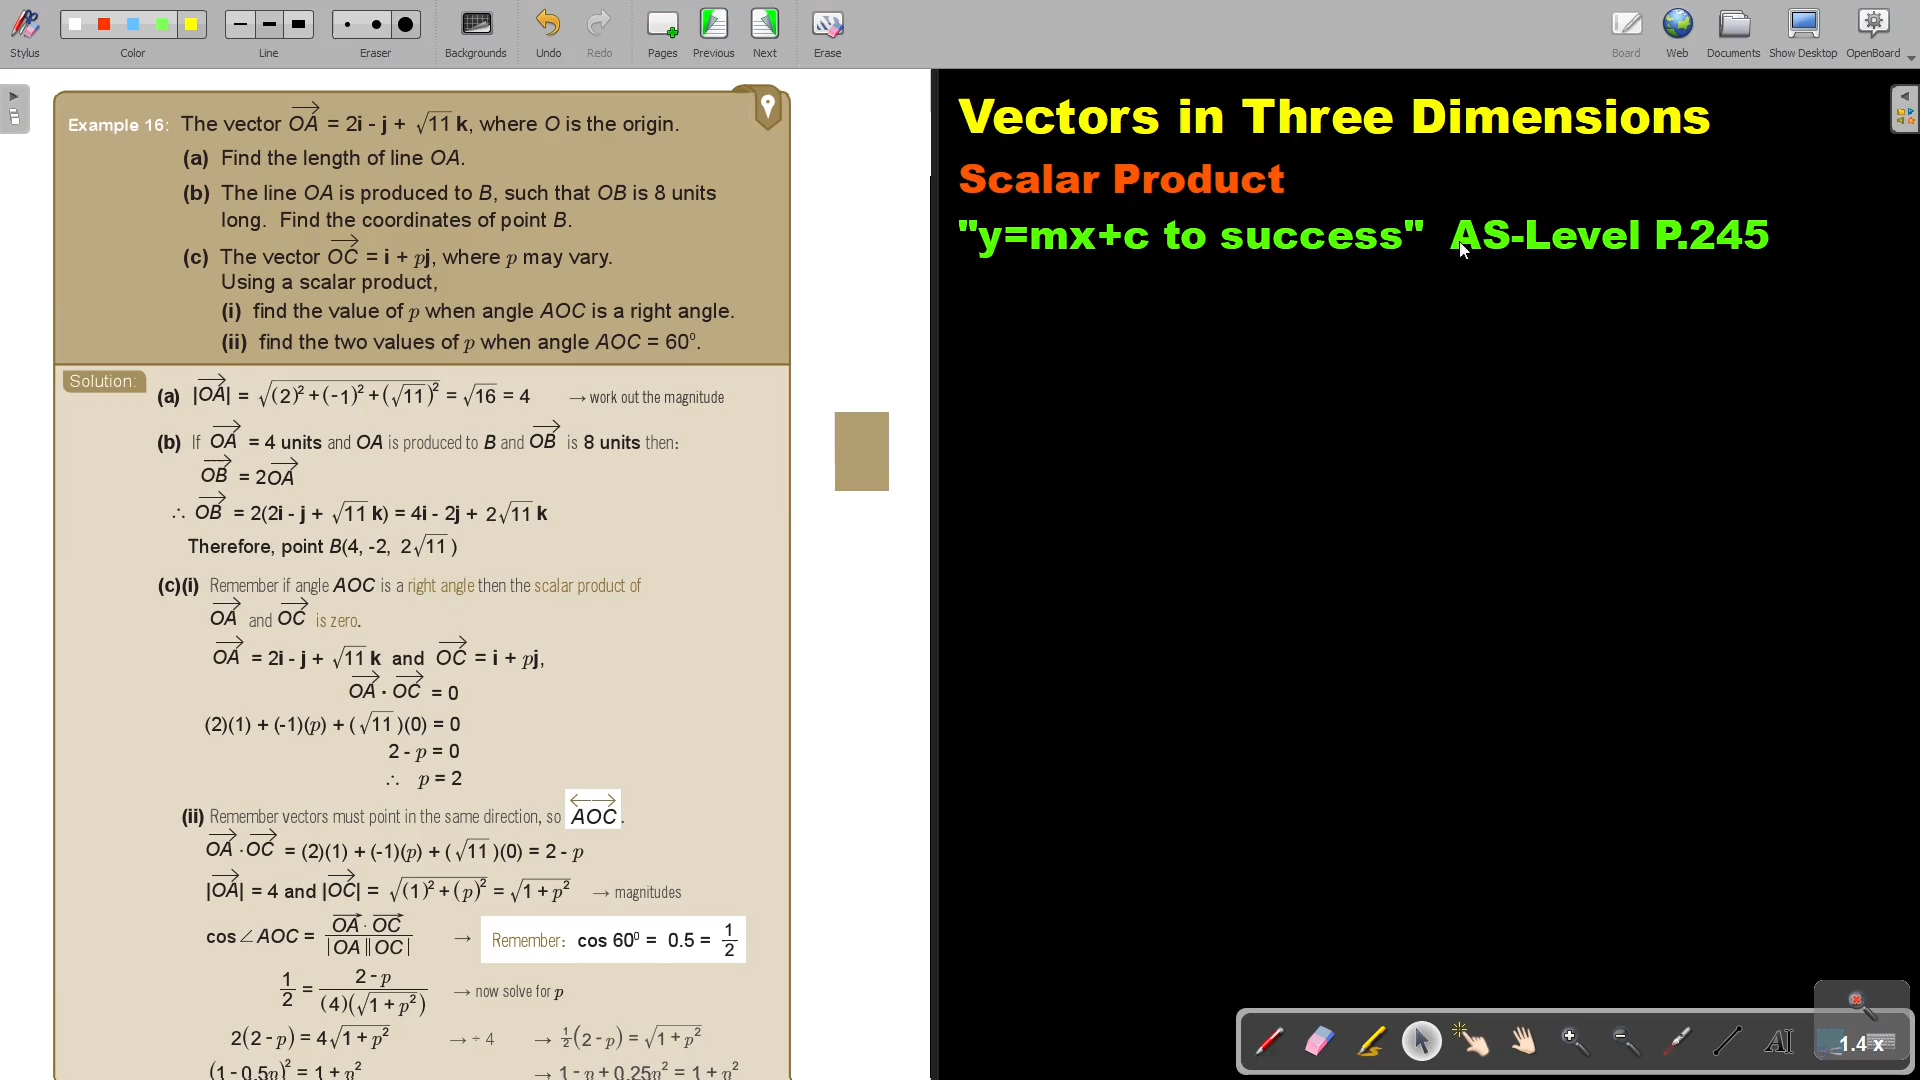 Stylus Color Line Eraser Backgrounds Undo Redo Pages Previous Next Erase Board Web Documents Show Desktop OpenBoard
Example 16: The vector OA = 2i - j + √11 k, where O is the origin.
(a) Find the length of line OA.
(b) The line OA is produced to B, such that OB is 8 units
long. Find the coordinates of point B.
(c) The vector OC = i + pj, where p may vary.
Using a scalar product,
(i) find the value of p when angle AOC is a right angle.
(ii) find the two values of p when angle AOC = 60°.
Solution:
(a) |OA| = √((2)² + (-1)² + (√11)²) = √16 = 4 → work out the magnitude
(b) If OA = 4 units and OA is produced to B and OB is 8 units then:
OB = 2OA
∴ OB = 2(2i - j + √11 k) = 4i - 2j + 2√11 k
Therefore, point B(4, -2, 2√11)
(c)(i) Remember if angle AOC is a right angle then the scalar product of
OA and OC is zero.
OA = 2i - j + √11 k and OC = i + pj,
OA · OC = 0
(2)(1) + (-1)(p) + (√11)(0) = 0
2 - p = 0
∴ p = 2
(ii) Remember vectors must point in the same direction, so AOC.
OA · OC = (2)(1) + (-1)(p) + (√11)(0) = 2 - p
|OA| = 4 and |OC| = √((1)² + (p)²) = √(1 + p²) → magnitudes
cos∠AOC = OA · OC / |OA||OC| → Remember: cos 60⁰ = 0.5 = 1/2
1/2 = 2 - p / (4)(√(1 + p²)) → now solve for p
2(2 - p) = 4√(1 + p²) → ÷ 4 → ½(2 - p) = √(1 + p²)
(1 - 0.5p)² = 1 + p² → 1 - p + 0.25p² = 1 + p²
Vectors in Three Dimensions
Scalar Product
"y=mx+c to success" AS-Level P.245
AI
1.4 x